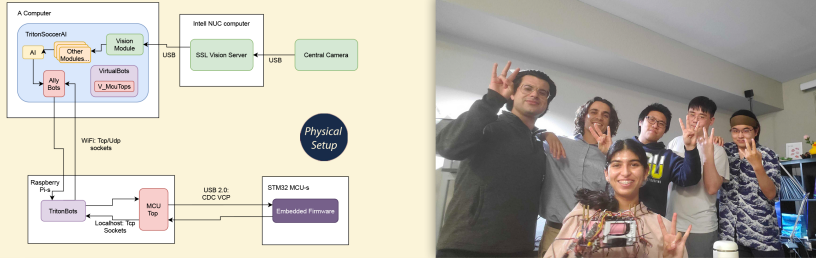 A Computer
TritonSoccerAI
Vision
Module
AI
Other
Modules...
VirtualBots
V_McuTops
Ally
Bots
USB
Intell NUC computer
SSL Vision Server
USB
Central Camera
WiFi: Tcp/Udp
sockets
Physical
Setup
Raspberry
Pi-s
TritonBots
MCU
Top
Localhost: Tcp
Sockets
USB 2.0:
CDC VCP
STM32 MCU-s
Embedded Firmware